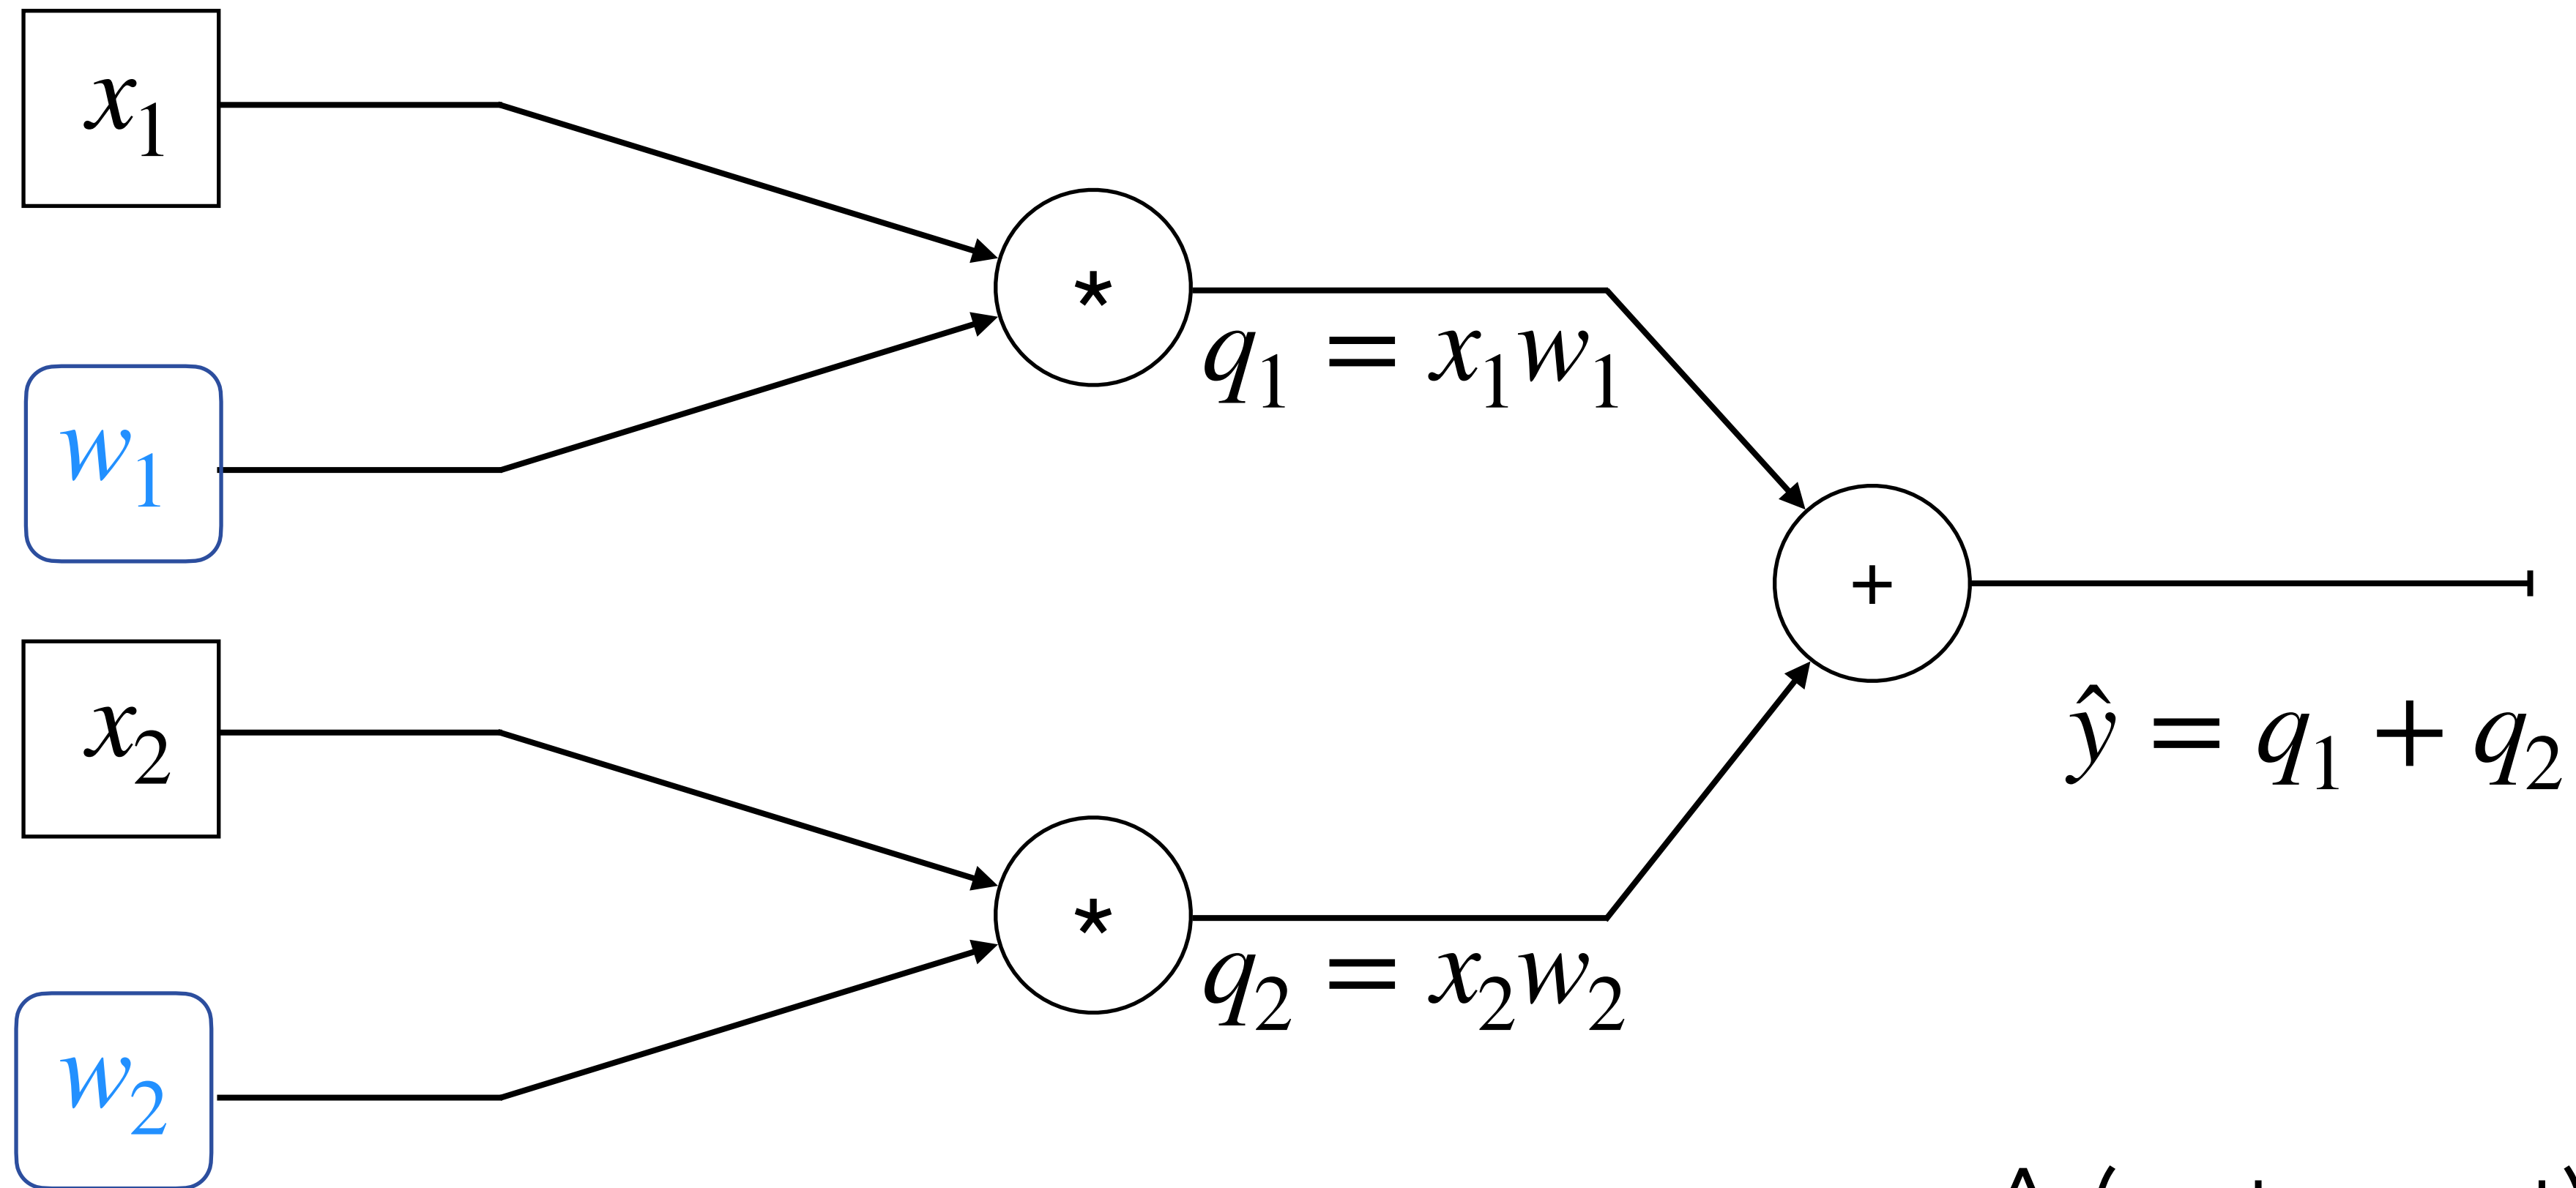 x₁
*
q₁ = x₁w₁
w₁
+
x₂
ŷ = q₁ + q₂
*
q₂ = x₂w₂
w₂